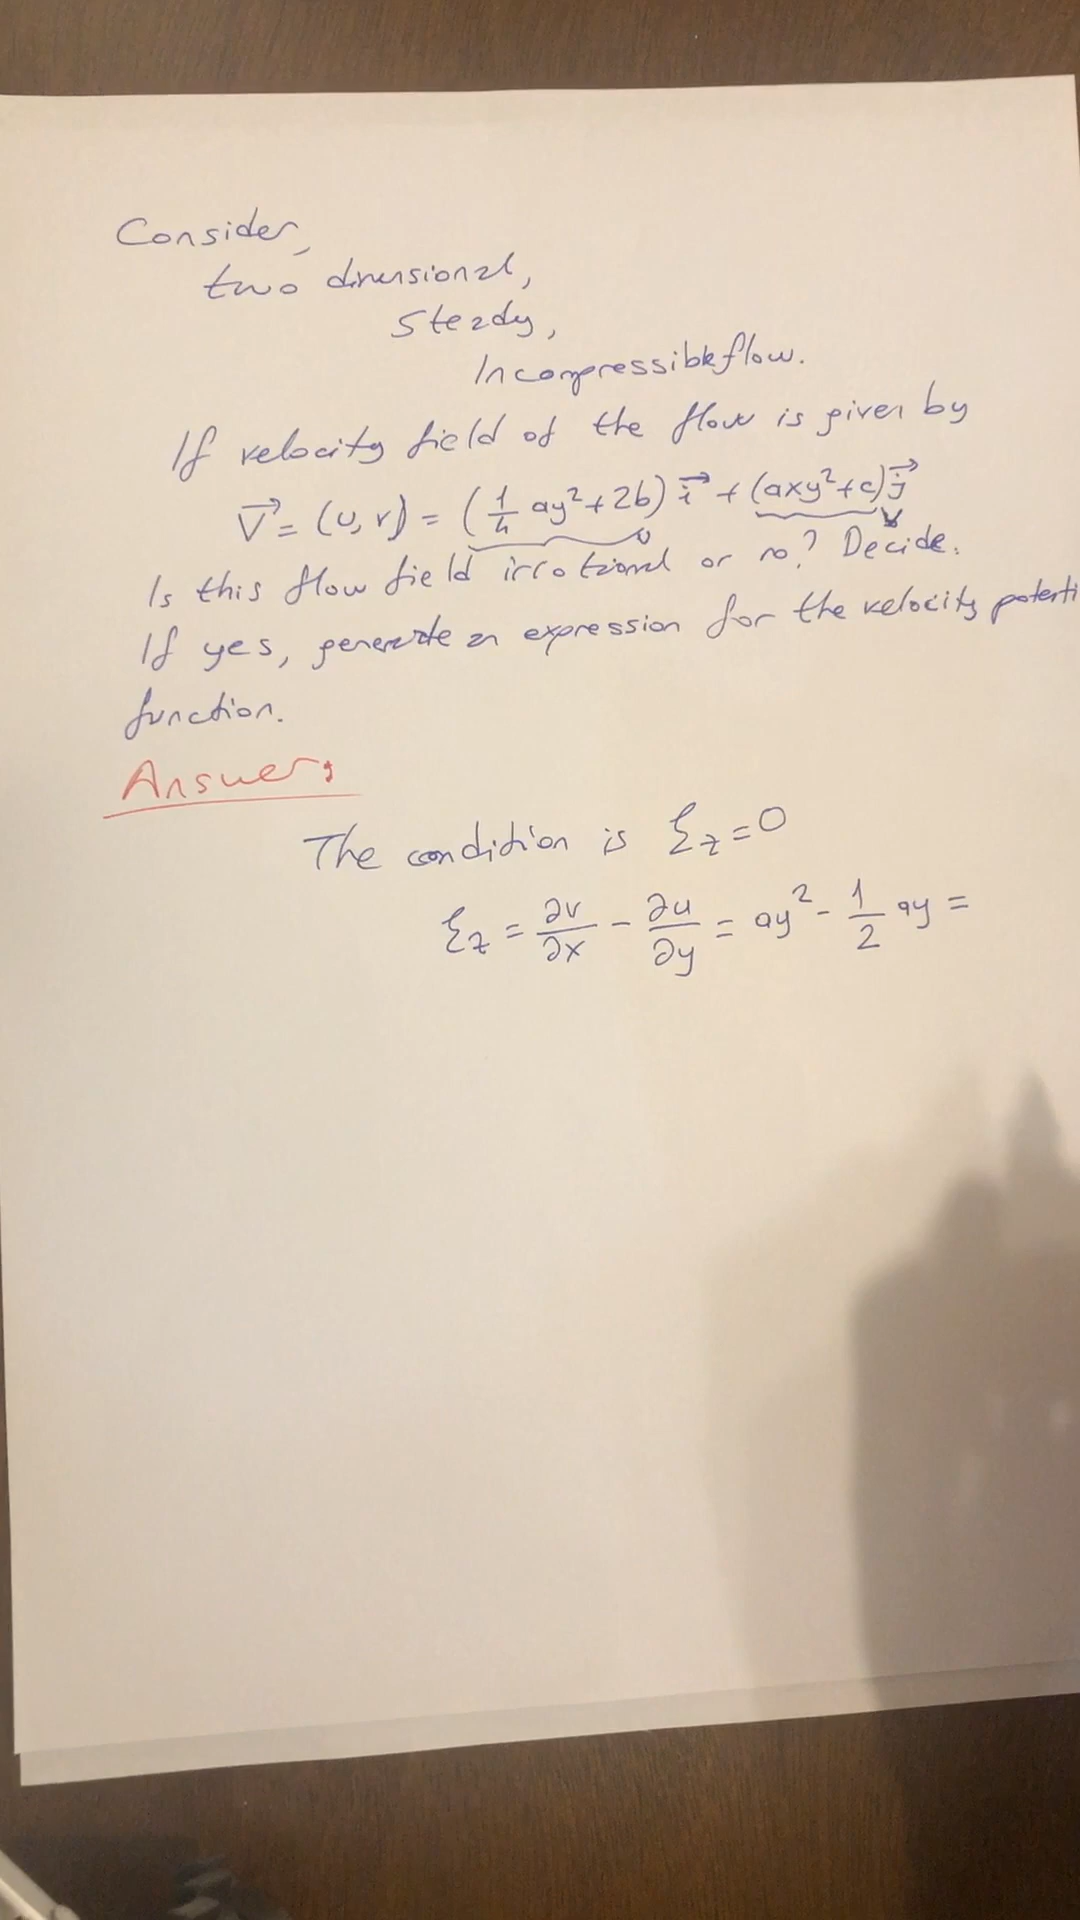 Consider,
two dimensional,
Steady,
Incompressible flow.
If velocity field of the flow is given by
V⃗ = (u, v) = (1/4 ay² + 2b) i⃗ + (axy² + c) j⃗
u v
Is this flow field irrotional or no? Decide.
If yes, generate an expression for the velocity potenti
function.
Answer:
The condition is ξz = 0
ξz = ∂v/∂x - ∂u/∂y = ay² - 1/2 ay =